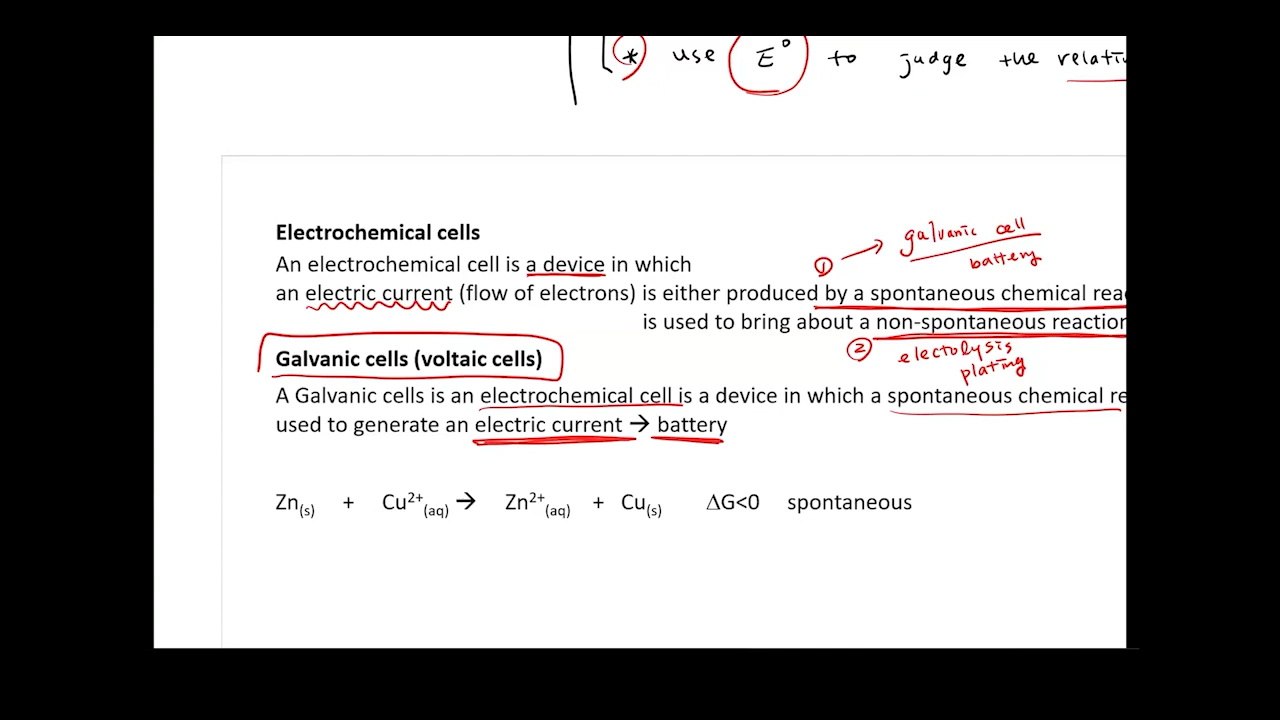 * use E° to judge the relati
Electrochemical cells
An electrochemical cell is a device in which
galvanic cell
battery
①
an electric current (flow of electrons) is either produced by a spontaneous chemical reac
is used to bring about a non-spontaneous reaction
②
electolysis
plating
Galvanic cells (voltaic cells)
A Galvanic cells is an electrochemical cell is a device in which a spontaneous chemical re
used to generate an electric current → battery
Zn(s) + Cu²⁺(aq) → Zn²⁺(aq) + Cu(s) ΔG<0 spontaneous